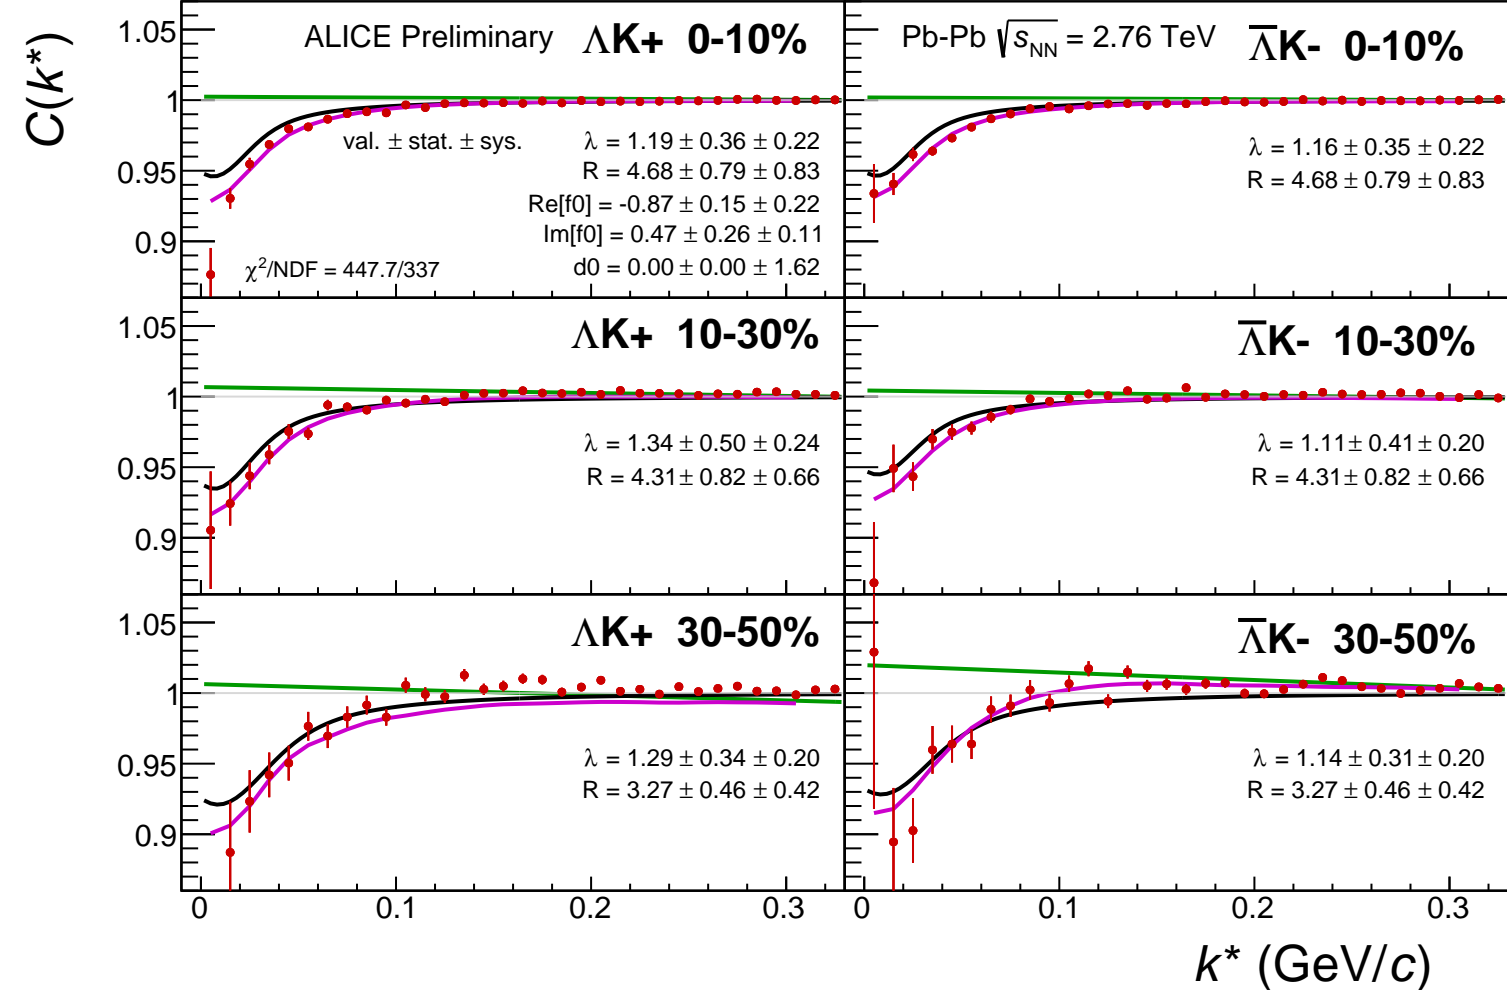 C(k*)
ALICE Preliminary ΛK+ 0-10%
1.05
1
0.95
0.9
val. ± stat. ± sys.
λ = 1.19 ± 0.36 ± 0.22
R = 4.68 ± 0.79 ± 0.83
Re[f0] = -0.87 ± 0.15 ± 0.22
Im[f0] = 0.47 ± 0.26 ± 0.11
d0 = 0.00 ± 0.00 ± 1.62
χ²/NDF = 447.7/337
Pb-Pb √sNN = 2.76 TeV Λ̅K- 0-10%
λ = 1.16 ± 0.35 ± 0.22
R = 4.68 ± 0.79 ± 0.83
ΛK+ 10-30%
1.05
1
0.95
0.9
λ = 1.34 ± 0.50 ± 0.24
R = 4.31 ± 0.82 ± 0.66
Λ̅K- 10-30%
λ = 1.11 ± 0.41 ± 0.20
R = 4.31 ± 0.82 ± 0.66
ΛK+ 30-50%
1.05
1
0.95
0.9
λ = 1.29 ± 0.34 ± 0.20
R = 3.27 ± 0.46 ± 0.42
Λ̅K- 30-50%
λ = 1.14 ± 0.31 ± 0.20
R = 3.27 ± 0.46 ± 0.42
0 0.1 0.2 0.3 0 0.1 0.2 0.3
k* (GeV/c)